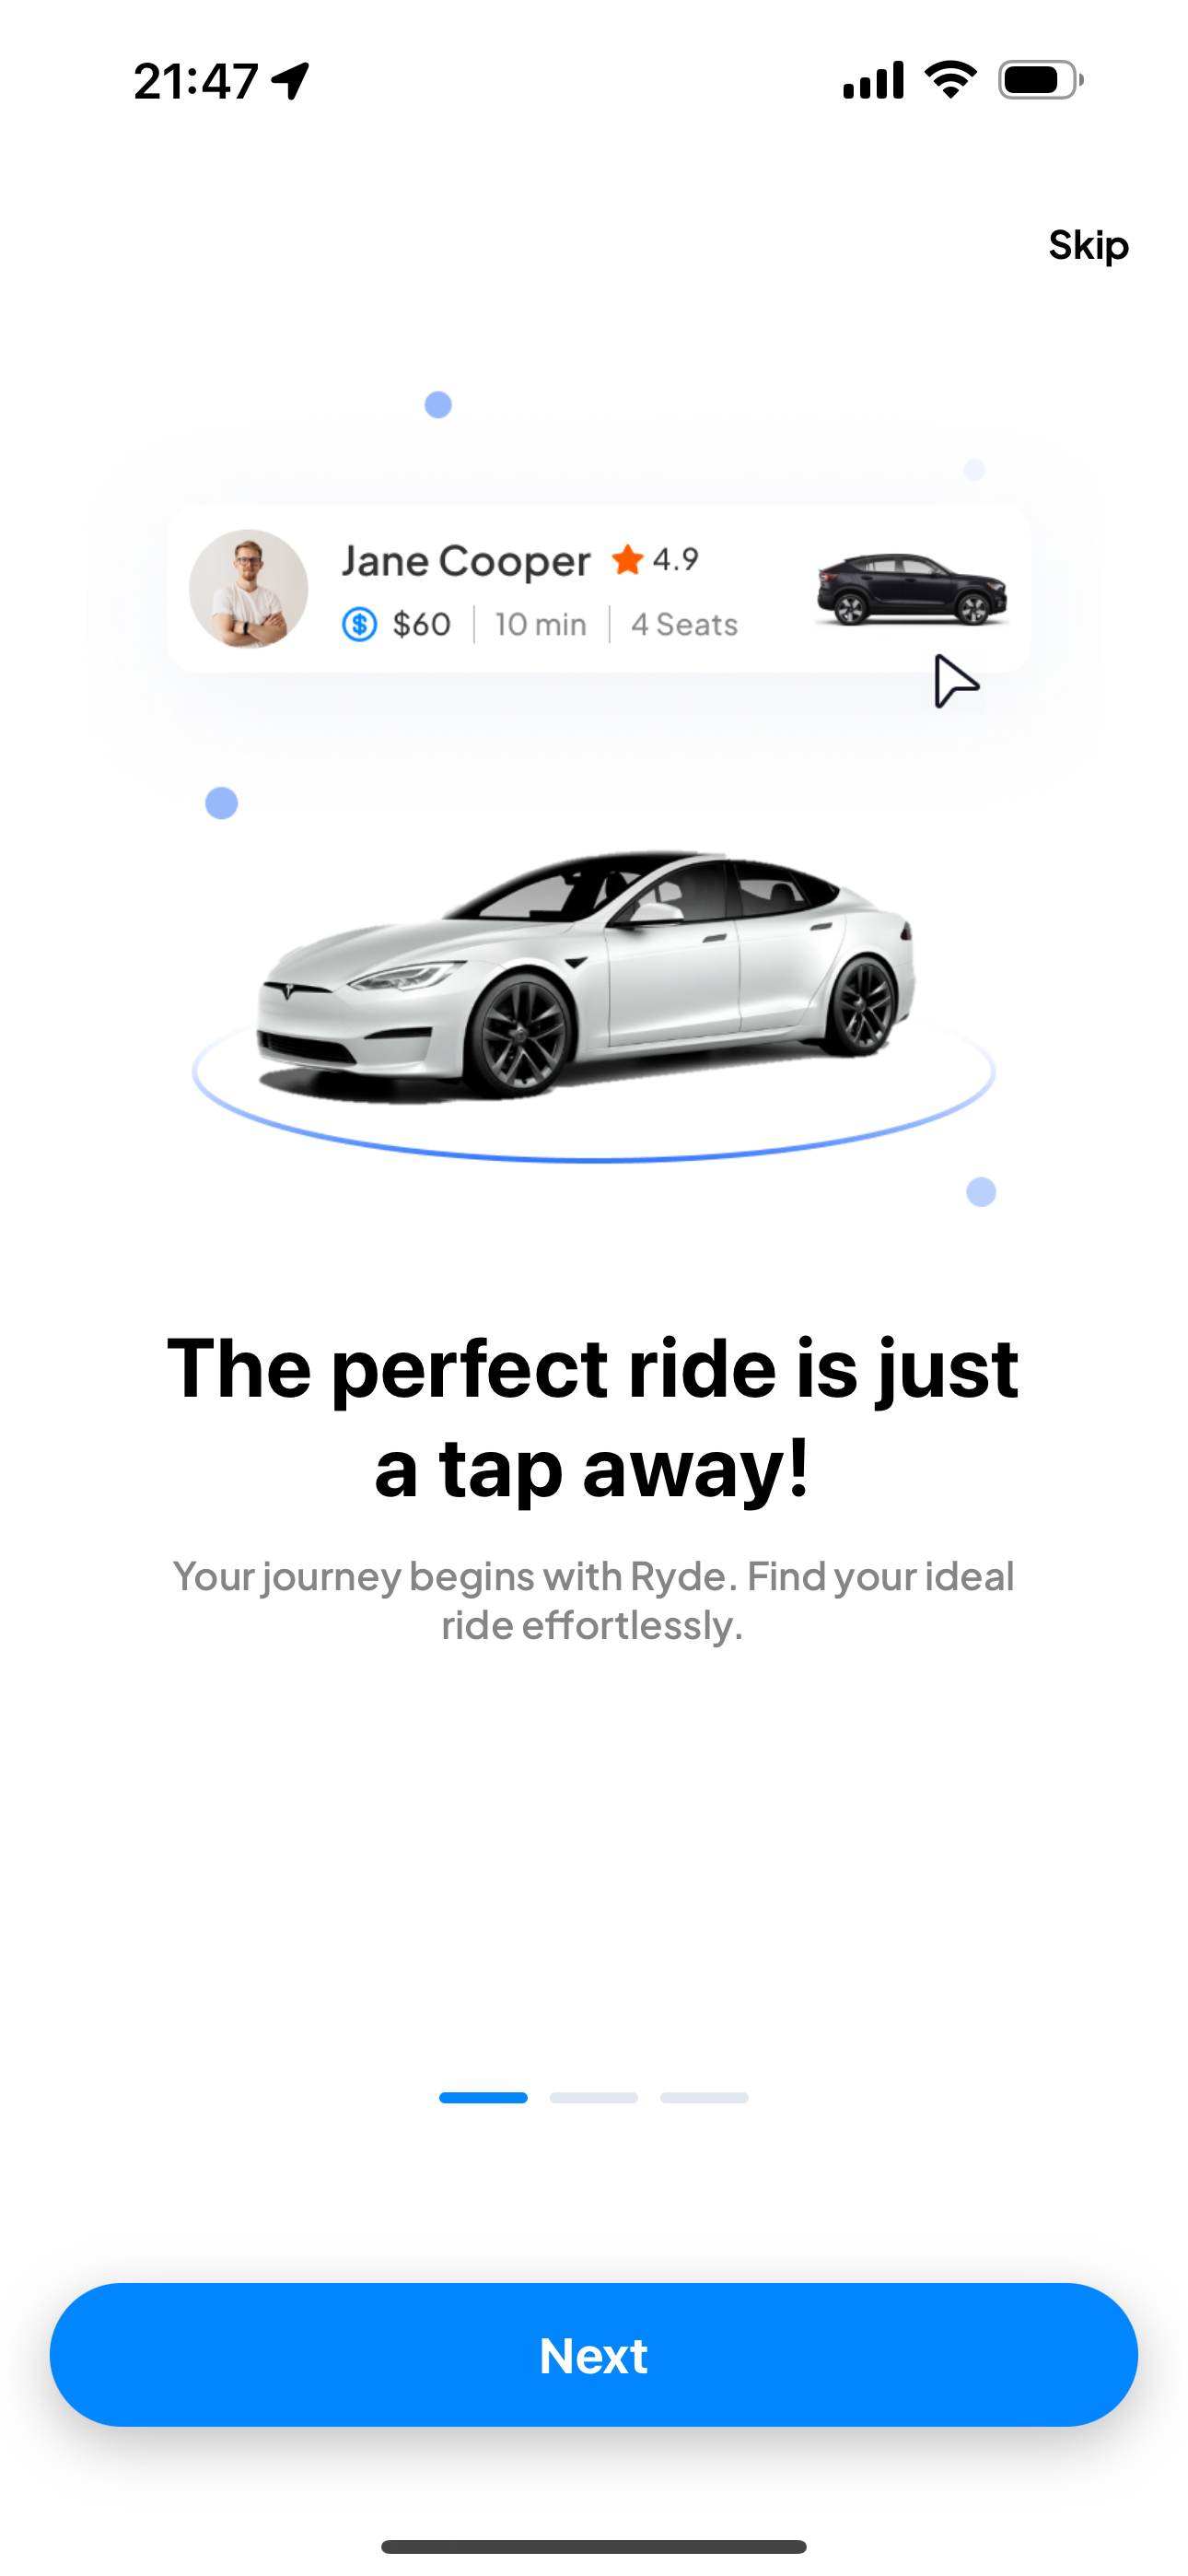 21:47
Skip
Jane Cooper 4.9
$ $60 10 min 4 Seats
The perfect ride is just
a tap away!
Your journey begins with Ryde. Find your ideal
ride effortlessly.
Next